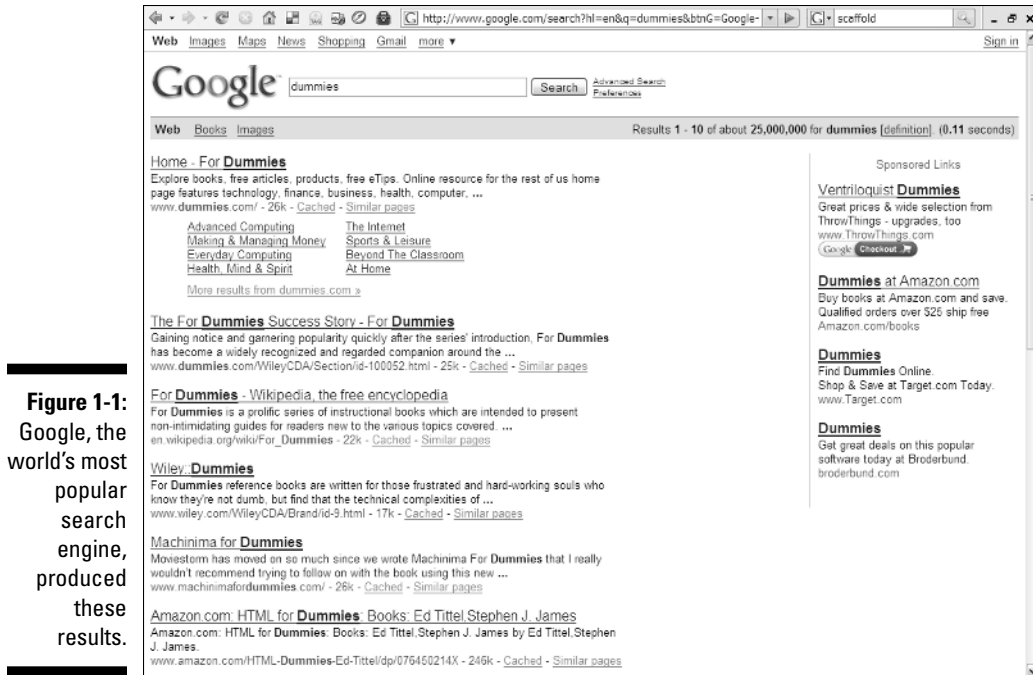 http://www.google.com/search?hl=en&q=dummies&btnG=Google- scaffold
Web Images Maps News Shopping Gmail more ▼ Sign in
Google dummies Search Advanced Search
Preferences
Web Books Images Results 1 - 10 of about 25,000,000 for dummies [definition]. (0.11 seconds)
Home - For Dummies
Explore books, free articles, products, free eTips. Online resource for the rest of us home
page features technology, finance, business, health, computer, ...
www.dummies.com/ - 26k - Cached - Similar pages
Advanced Computing The Internet
Making & Managing Money Sports & Leisure
Everyday Computing Beyond The Classroom
Health, Mind & Spirit At Home
More results from dummies.com »
The For Dummies Success Story - For Dummies
Gaining notice and garnering popularity quickly after the series' introduction, For Dummies
has become a widely recognized and regarded companion around the ...
www.dummies.com/WileyCDA/Section/id-100052.html - 25k - Cached - Similar pages
For Dummies - Wikipedia, the free encyclopedia
For Dummies is a prolific series of instructional books which are intended to present
non-intimidating guides for readers new to the various topics covered. ...
en.wikipedia.org/wiki/For_Dummies - 22k - Cached - Similar pages
Wiley::Dummies
For Dummies reference books are written for those frustrated and hard-working souls who
know they're not dumb, but find that the technical complexities of ...
www.wiley.com/WileyCDA/Brand/id-9.html - 17k - Cached - Similar pages
Machinima for Dummies
Moviestorm has moved on so much since we wrote Machinima For Dummies that I really
wouldn't recommend trying to follow on with the book using this new ...
www.machinimafordummies.com/ - 26k - Cached - Similar pages
Amazon.com: HTML for Dummies: Books: Ed Tittel,Stephen J. James
Amazon.com: HTML for Dummies: Books: Ed Tittel,Stephen J. James by Ed Tittel,Stephen
J. James.
www.amazon.com/HTML-Dummies-Ed-Tittel/dp/076450214X - 246k - Cached - Similar pages
Sponsored Links
Ventriloquist Dummies
Great prices & wide selection from
ThrowThings - upgrades, too
www.ThrowThings.com
Google Checkout
Dummies at Amazon.com
Buy books at Amazon.com and save.
Qualified orders over $25 ship free
Amazon.com/books
Dummies
Find Dummies Online.
Shop & Save at Target.com Today.
www.Target.com
Dummies
Get great deals on this popular
software today at Broderbund.
broderbund.com
Figure 1-1:
Google, the
world's most
popular
search
engine,
produced
these
results.